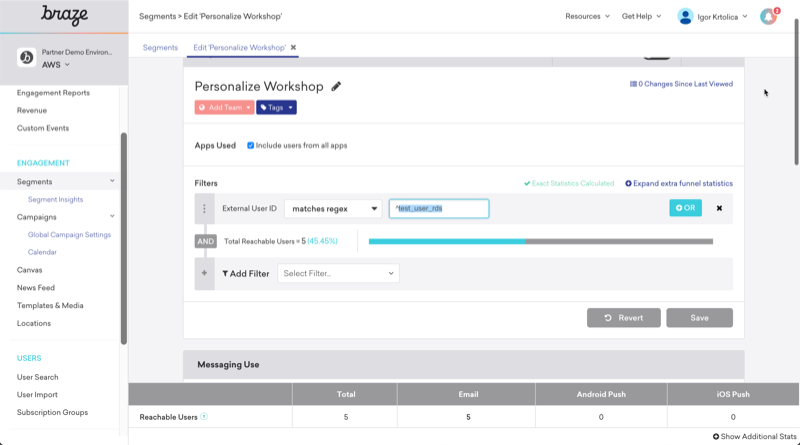 braze
Segments > Edit 'Personalize Workshop'
Resources
Get Help
Igor Krtolica
2
Partner Demo Environ...
AWS
Segments
Edit 'Personalize Workshop' ×
Engagement Reports
Revenue
Custom Events
ENGAGEMENT
Segments
Segment Insights
Campaigns
Global Campaign Settings
Calendar
Canvas
News Feed
Templates & Media
Locations
USERS
User Search
User Import
Subscription Groups
Personalize Workshop
0 Changes Since Last Viewed
Add Team
Tags
Apps Used
Include users from all apps
Filters
Exact Statistics Calculated
Expand extra funnel statistics
External User ID
matches regex
^test_user_rds
OR
AND
Total Reachable Users = 5 (45.45%)
+
Add Filter
Select Filter...
Revert
Save
Messaging Use
Total
Email
Android Push
iOS Push
Reachable Users ?
5
5
0
0
Show Additional Stats